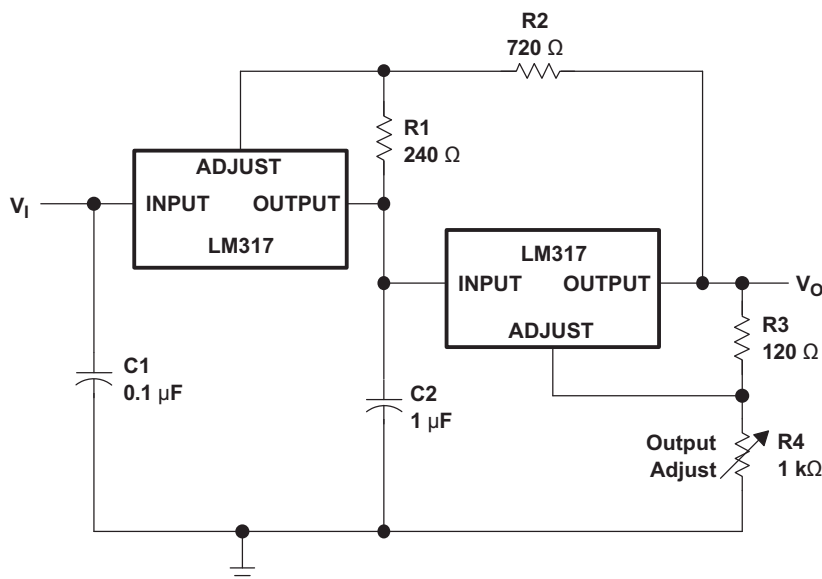 R2
720 Ω
R1
240 Ω
ADJUST
INPUT OUTPUT
LM317
V_I
LM317
INPUT OUTPUT
ADJUST
V_O
R3
120 Ω
C1
0.1 µF
C2
1 µF
Output
Adjust
R4
1 kΩ